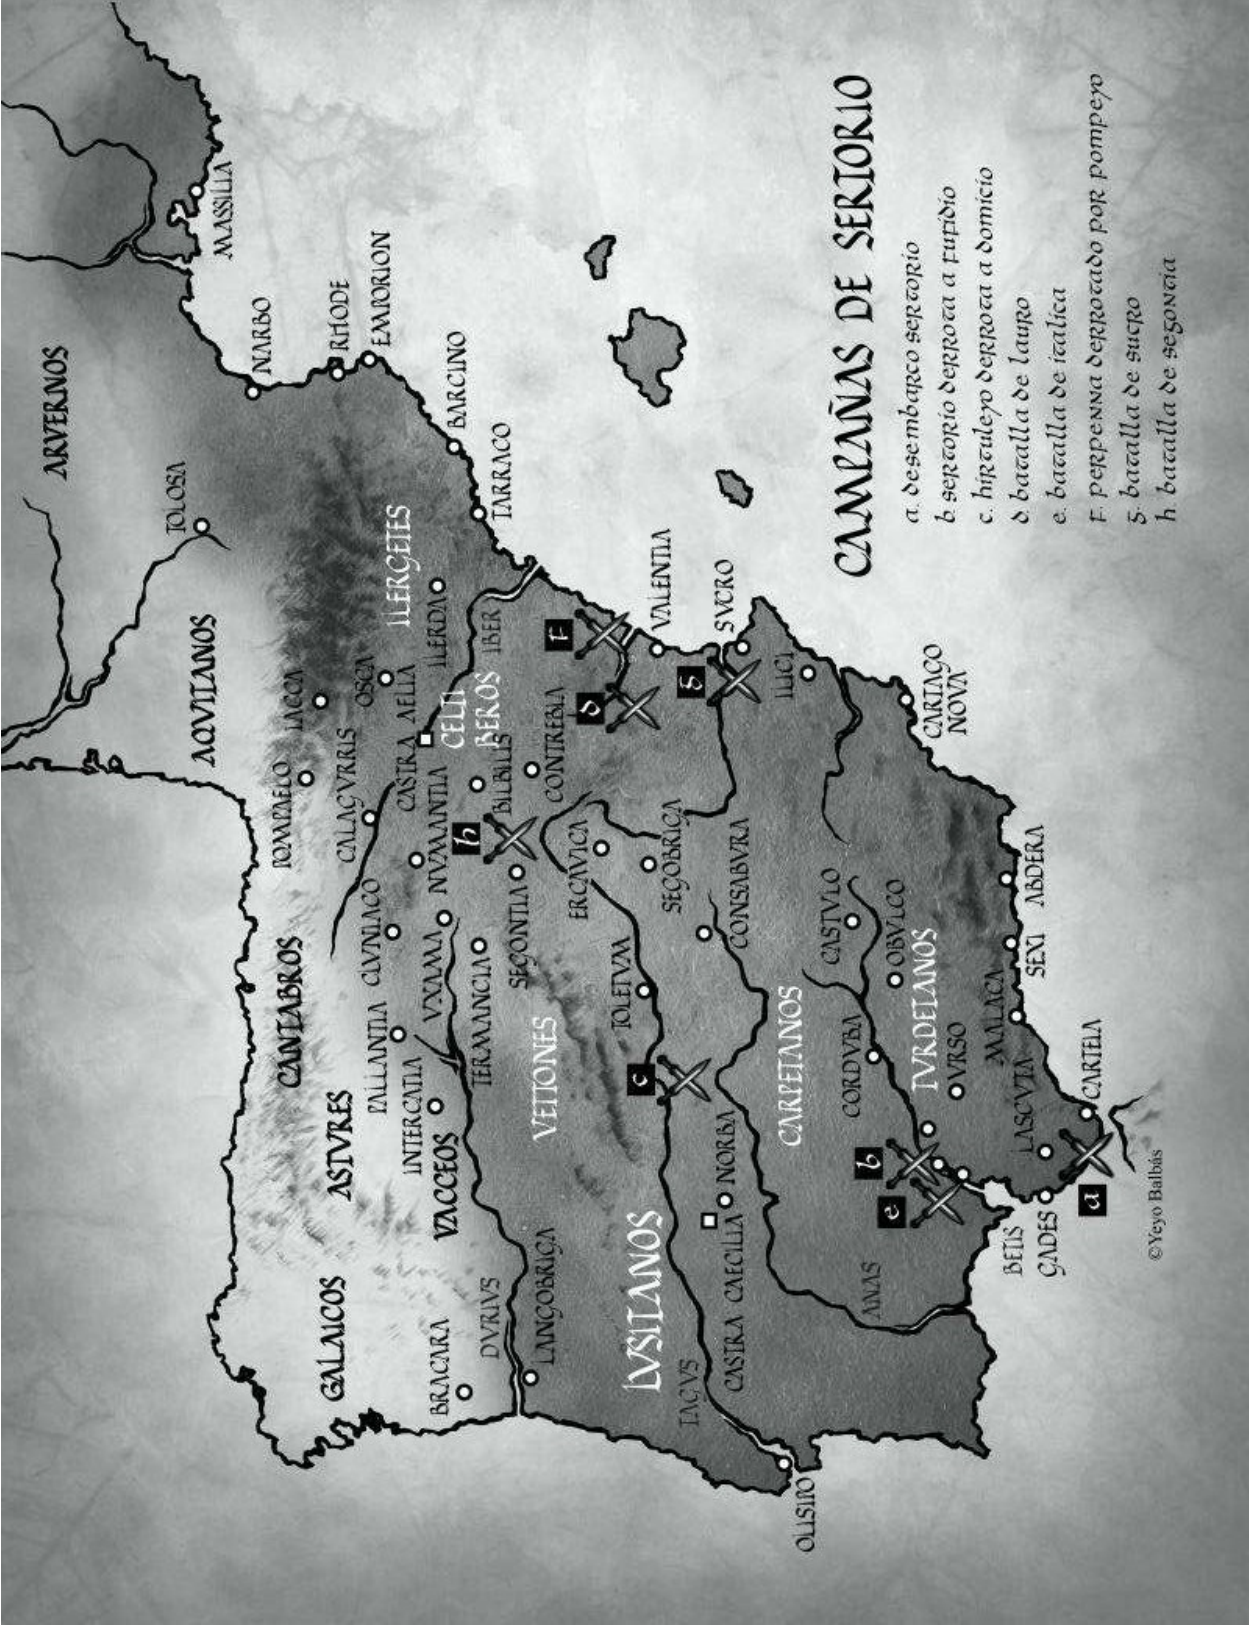 ARVERNOS
TOLOSA
MASSILIA
NARBO
AQVITANOS
RHODE
EMPORION
IACCA
ILERGETES
BARCINO
POMPAELO
OSCA
ILERDA
TARRACO
CALAGVRRIS
CASTRA AELIA
CELTI
BEROS
IBER
CANTABROS
CLVNIACO
NVMANTIA
BILBILIS
CONTREBIA
F
VALENTIA
PALLANTIA
VXAMA
h
d
g
SVCRO
ASTVRES
INTERCATIA
TERMANCIA
SEGONTIA
ERCAVICA
SEGOBRIGA
ILICI
VACCEOS
VETTONES
TOLETVM
CONSABVRA
CARTAGO
NOVA
GALAICOS
BRACARA
DVRIVS
LANGOBRIGA
c
CARPETANOS
CASTVLO
OBVLCO
LVSITANOS
NORBA
CORDVBA
TVRDETANOS
ABDERA
SEXI
TAGVS
CASTRA CAECILIA
b
VRSO
MALACA
e
LASCVTA
CARTEIA
ANAS
BETIS
GADES
a
OLISIPO
CAMPAÑAS DE SERTORIO
a. desembarco sertorio
b. sertorio derrota a fufidio
c. hirtuleyo derrota a domicio
d. batalla de lauro
e. batalla de italica
F. perpenna derrotado por pompeyo
g. batalla de sucro
h. batalla de segontia
©Yeyo Balbás